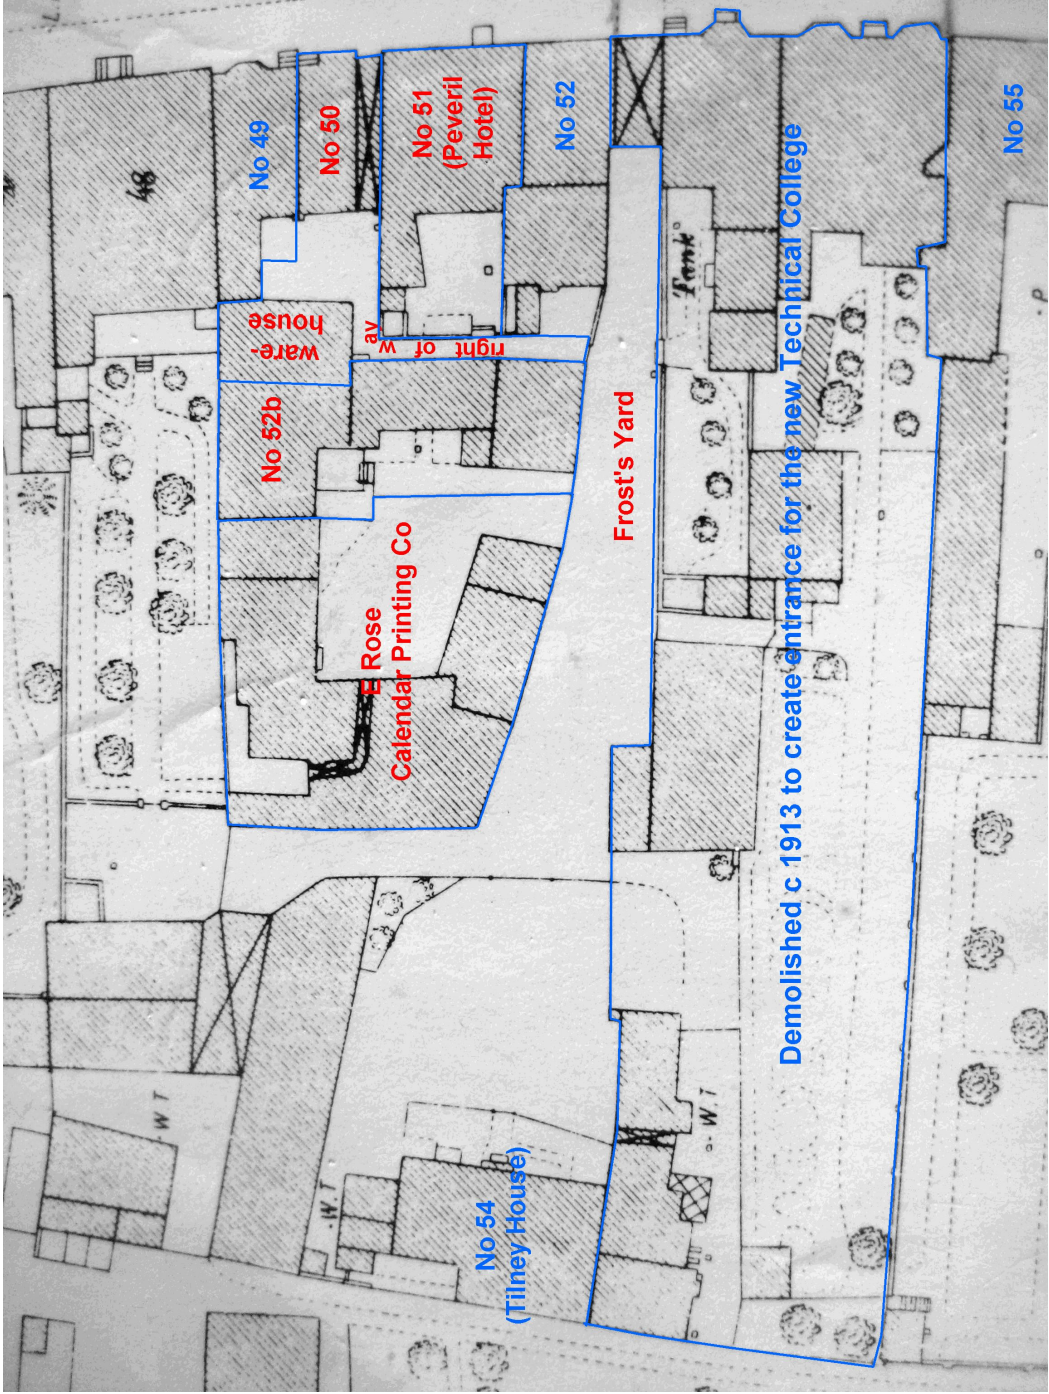 48
No 49
No 50
No 51
(Peveril
Hotel)
No 52
No 55
Tank
P
ware-
house
right of w
ay
No 52b
Frost's Yard
E Rose
Calendar Printing Co
Demolished c 1913 to create entrance for the new Technical College
W T
W T
W T
No 54
(Tilney House)